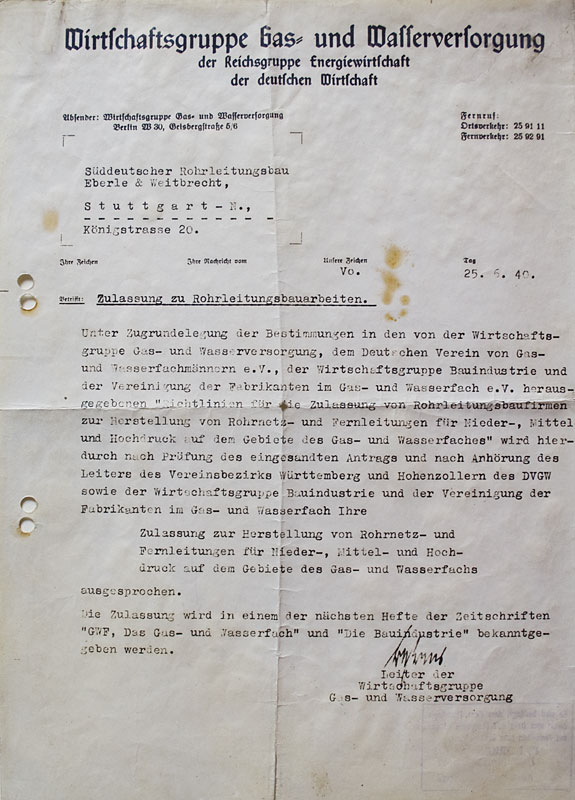 Wirtschaftsgruppe Gas- und Wasserversorgung
der Reichsgruppe Energiewirtschaft
der deutschen Wirtschaft
Absender: Wirtschaftsgruppe Gas- und Wasserversorgung
Berlin W 30, Geisbergstraße 5/6
Fernruf:
Ortsverkehr: 25 91 11
Fernverkehr: 25 92 91
Süddeutscher Rohrleitungsbau
Eberle & Weitbrecht,
Stuttgart-N.,
Königstrasse 20.
Ihre Zeichen Ihre Nachricht vom Unsere Zeichen Tag
Vo. 25. 6. 40.
Betrifft: Zulassung zu Rohrleitungsbauarbeiten.
Unter Zugrundelegung der Bestimmungen in den von der Wirtschafts-
gruppe Gas- und Wasserversorgung, dem Deutschen Verein von Gas-
und Wasserfachmännern e.V., der Wirtschaftsgruppe Bauindustrie und
der Vereinigung der Fabrikanten im Gas- und Wasserfach e.V. heraus-
gegebenen "Richtlinien für die Zulassung von Rohrleitungsbaufirmen
zur Herstellung von Rohrnetz- und Fernleitungen für Nieder-, Mittel
und Hochdruck auf dem Gebiete des Gas- und Wasserfaches" wird hier-
durch nach Prüfung des eingesandten Antrags und nach Anhörung des
Leiters des Vereinsbezirks Württemberg und Hohenzollern des DVGW
sowie der Wirtschaftsgruppe Bauindustrie und der Vereinigung der
Fabrikanten im Gas- und Wasserfach Ihre
Zulassung zur Herstellung von Rohrnetz- und
Fernleitungen für Nieder-, Mittel- und Hoch-
druck auf dem Gebiete des Gas- und Wasserfachs
ausgesprochen.
Die Zulassung wird in einem der nächsten Hefte der Zeitschriften
"GWF, Das Gas- und Wasserfach" und "Die Bauindustrie" bekanntge-
geben werden.
Leiter der
Wirtschaftsgruppe
Gas- und Wasserversorgung